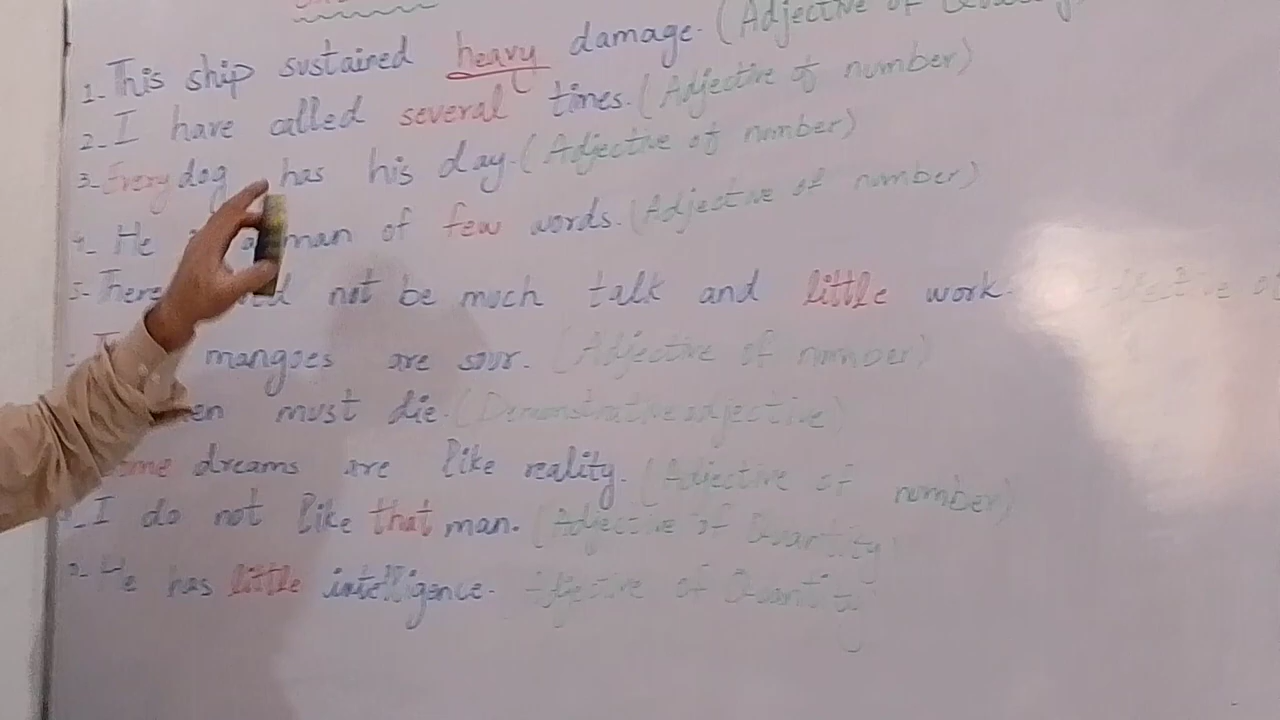 1- This ship sustained heavy damage. (Adjective of
2- I have called several times. (Adjective of number)
3- Every dog has his day. (Adjective of number)
4- He a man of few words. (Adjective of number)
5- There not be much talk and little work. of
mangoes are sour. (Adjective of number)
must die. (Demonstrative adjective)
dreams are like reality. (Adjective of number)
I do not like that man. (Adjective of Quantity)
He has little intelligence. Adjective of Quantity